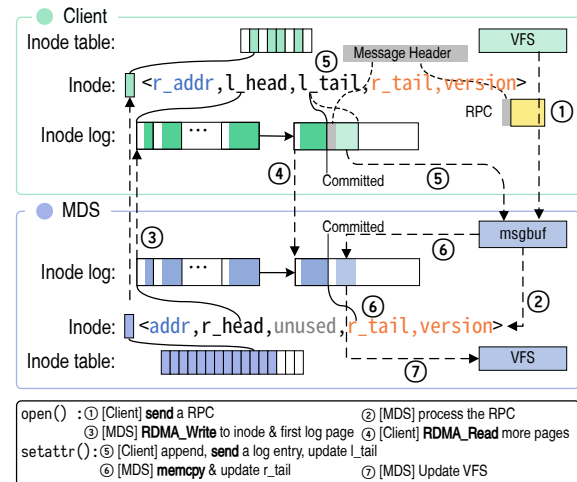 Client
Inode table:
VFS
Message Header
⑤
Inode: <r_addr,l_head,l_tail,r_tail,version>
RPC
①
Inode log:
...
Committed
④
⑤
MDS
Committed
msgbuf
③
⑥
Inode log:
...
②
⑥
Inode: <addr,r_head,unused,r_tail,version>
Inode table:
⑦
VFS
open() :① [Client] send a RPC ② [MDS] process the RPC
③ [MDS] RDMA_Write to inode & first log page ④ [Client] RDMA_Read more pages
setattr():⑤ [Client] append, send a log entry, update l_tail
⑥ [MDS] memcpy & update r_tail ⑦ [MDS] Update VFS